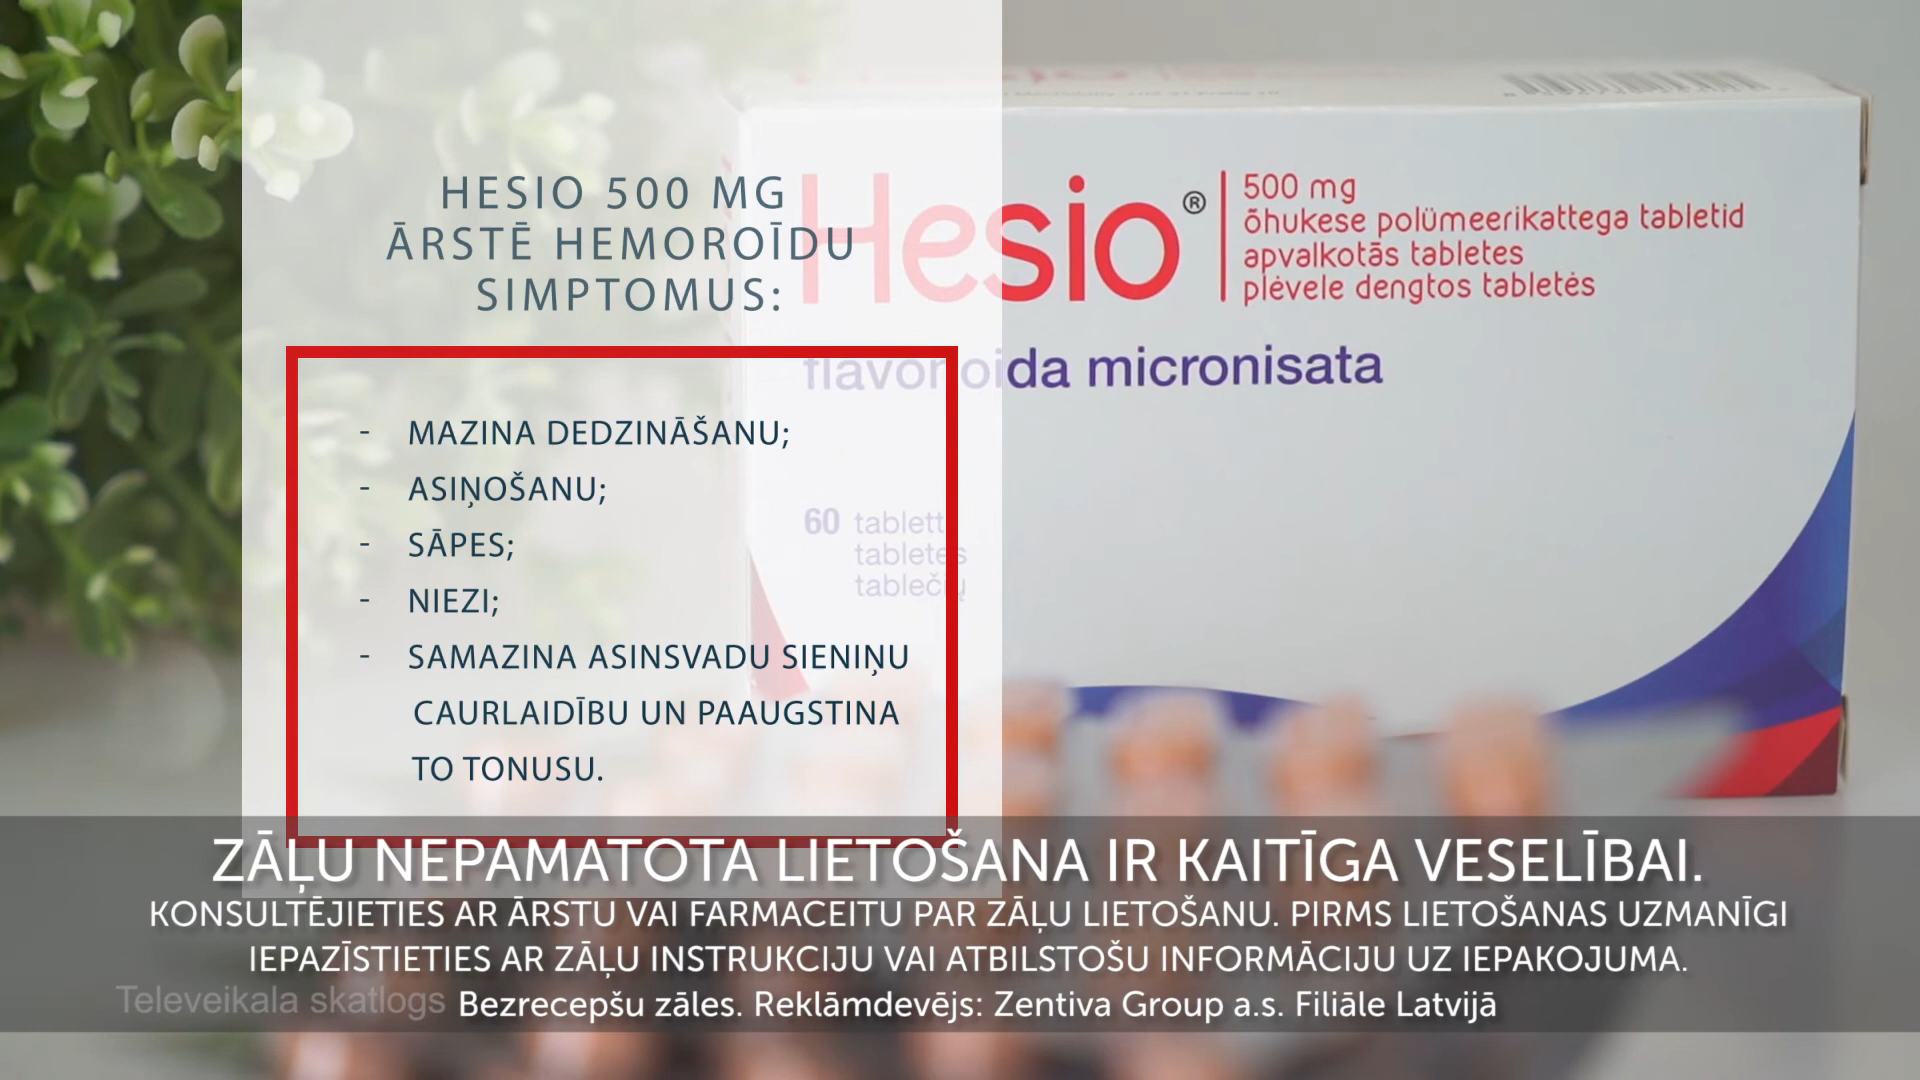 HESIO 500 MG
ĀRSTĒ HEMOROĪDU
SIMPTOMUS:
- MAZINA DEDZINĀŠANU;
- ASIŅOŠANU;
- SĀPES;
- NIEZI;
- SAMAZINA ASINSVADU SIENIŅU
CAURLAIDĪBU UN PAAUGSTINA
TO TONUSU.
Hesio®
500 mg
õhukese polümeerikattega tabletid
apvalkotās tabletes
plėvele dengtos tabletės
flavonoida micronisata
60 tabletti
tabletes
tablečių
ZĀĻU NEPAMATOTA LIETOŠANA IR KAITĪGA VESELĪBAI.
KONSULTĒJIETIES AR ĀRSTU VAI FARMACEITU PAR ZĀĻU LIETOŠANU. PIRMS LIETOŠANAS UZMANĪGI
IEPAZĪSTIETIES AR ZĀĻU INSTRUKCIJU VAI ATBILSTOŠU INFORMĀCIJU UZ IEPAKOJUMA.
Televeikala skatlogs
Bezrecepšu zāles. Reklāmdevējs: Zentiva Group a.s. Filiāle Latvijā